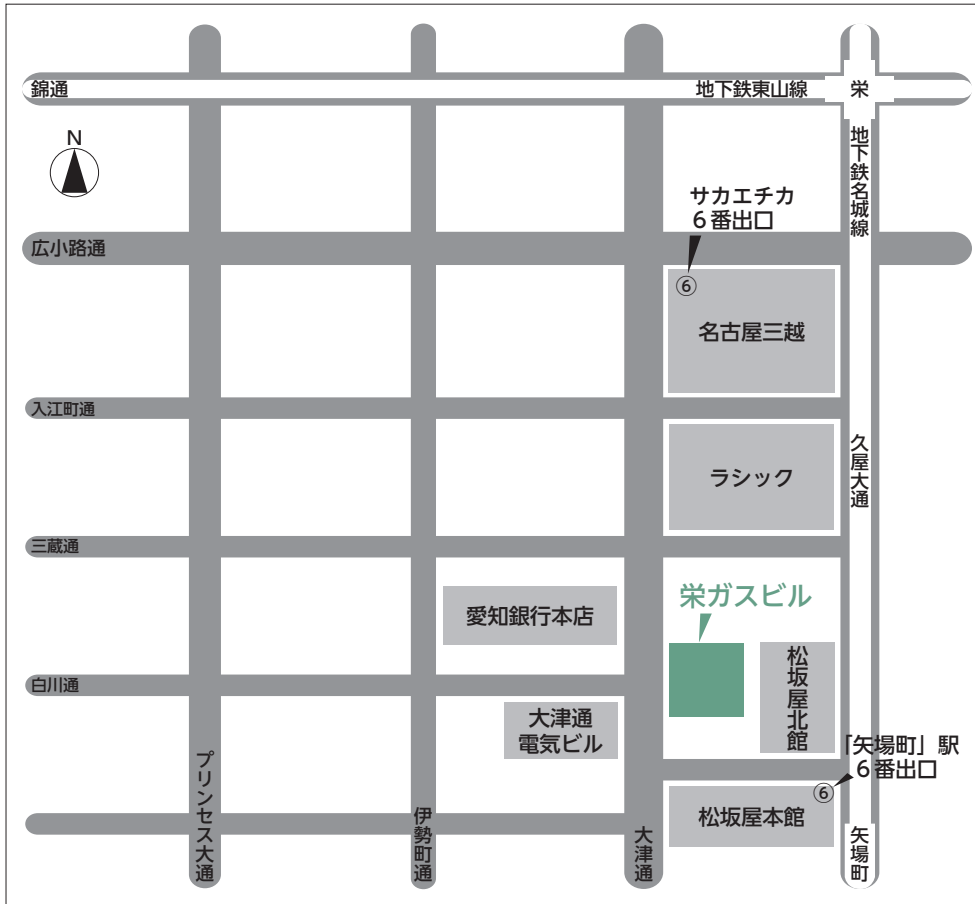 錦通
地下鉄東山線
栄
N
地下鉄名城線
サカエチカ
6番出口
広小路通
⑥
名古屋三越
入江町通
ラシック
久屋大通
三蔵通
栄ガスビル
愛知銀行本店
松坂屋北館
白川通
大津通
電気ビル
「矢場町」駅
6番出口
⑥
プリンセス大通
伊勢町通
大津通
松坂屋本館
矢場町